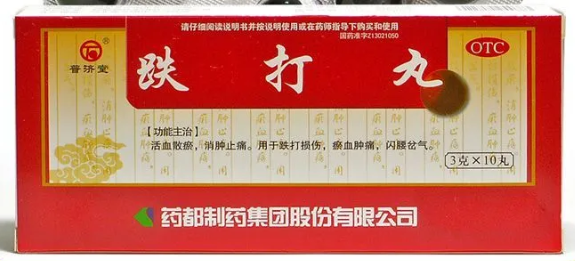 请仔细阅读说明书并按说明使用或在药师指导下购买和使用
国药准字Z13021050
OTC
普济堂®
跌打丸
【功能主治】
活血散瘀，消肿止痛。用于跌打损伤，瘀血肿痛，闪腰岔气。
3克×10丸
药都制药集团股份有限公司